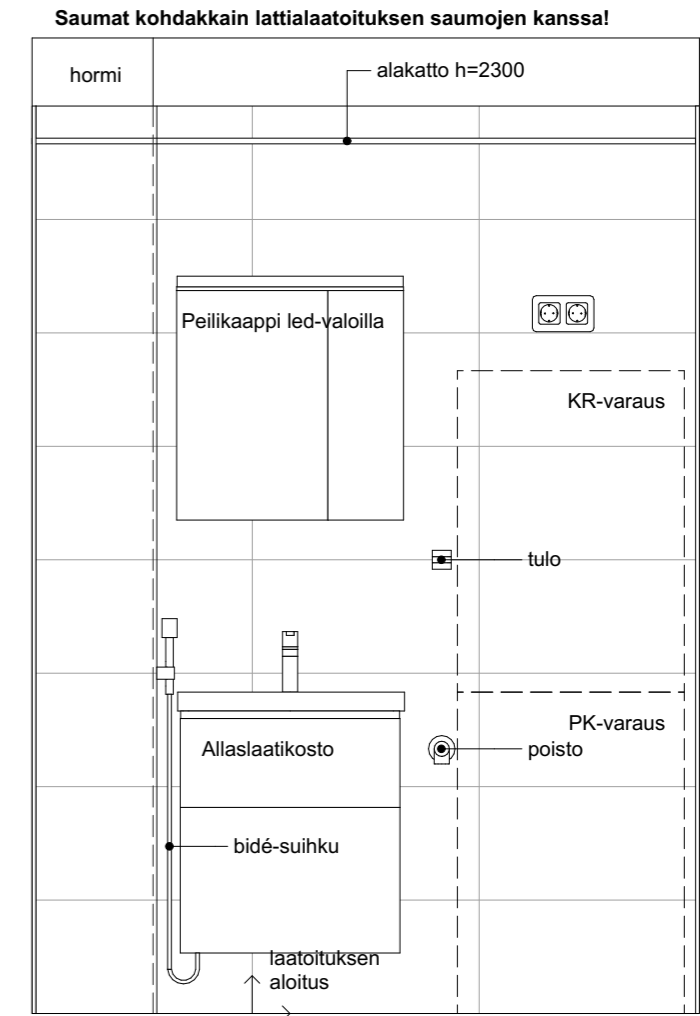 Saumat kohdakkain lattialaatoituksen saumojen kanssa!
hormi
alakatto h=2300
Peilikaappi led-valoilla
KR-varaus
tulo
PK-varaus
Allaslaatikosto
poisto
bidé-suihku
laatoituksen
aloitus